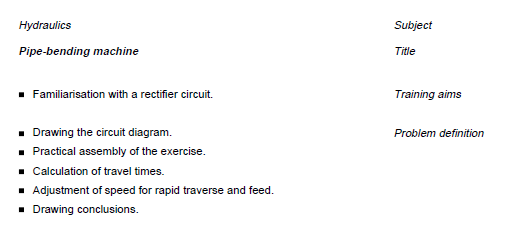 Hydraulics Subject
Pipe-bending machine Title
▪ Familiarisation with a rectifier circuit. Training aims
▪ Drawing the circuit diagram. Problem definition
▪ Practical assembly of the exercise.
▪ Calculation of travel times.
▪ Adjustment of speed for rapid traverse and feed.
▪ Drawing conclusions.